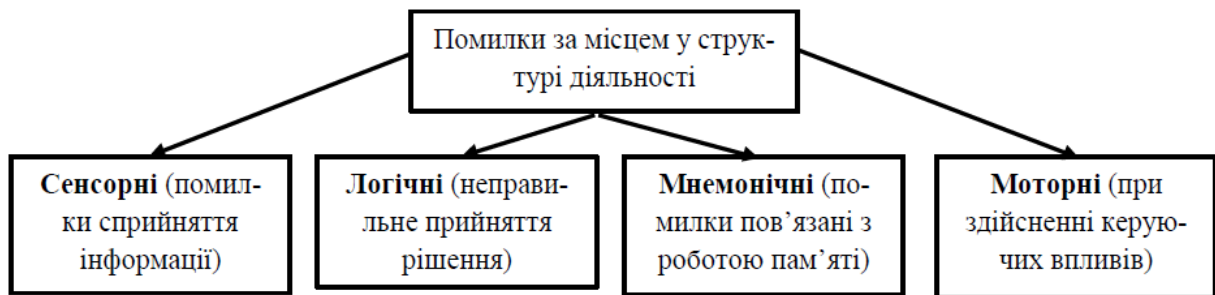 Помилки за місцем у струк-
турі діяльності
Сенсорні (помил-
ки сприйняття
інформації)
Логічні (неправи-
льне прийняття
рішення)
Мнемонічні (по-
милки пов’язані з
роботою пам’яті)
Моторні (при
здійсненні керую-
чих впливів)